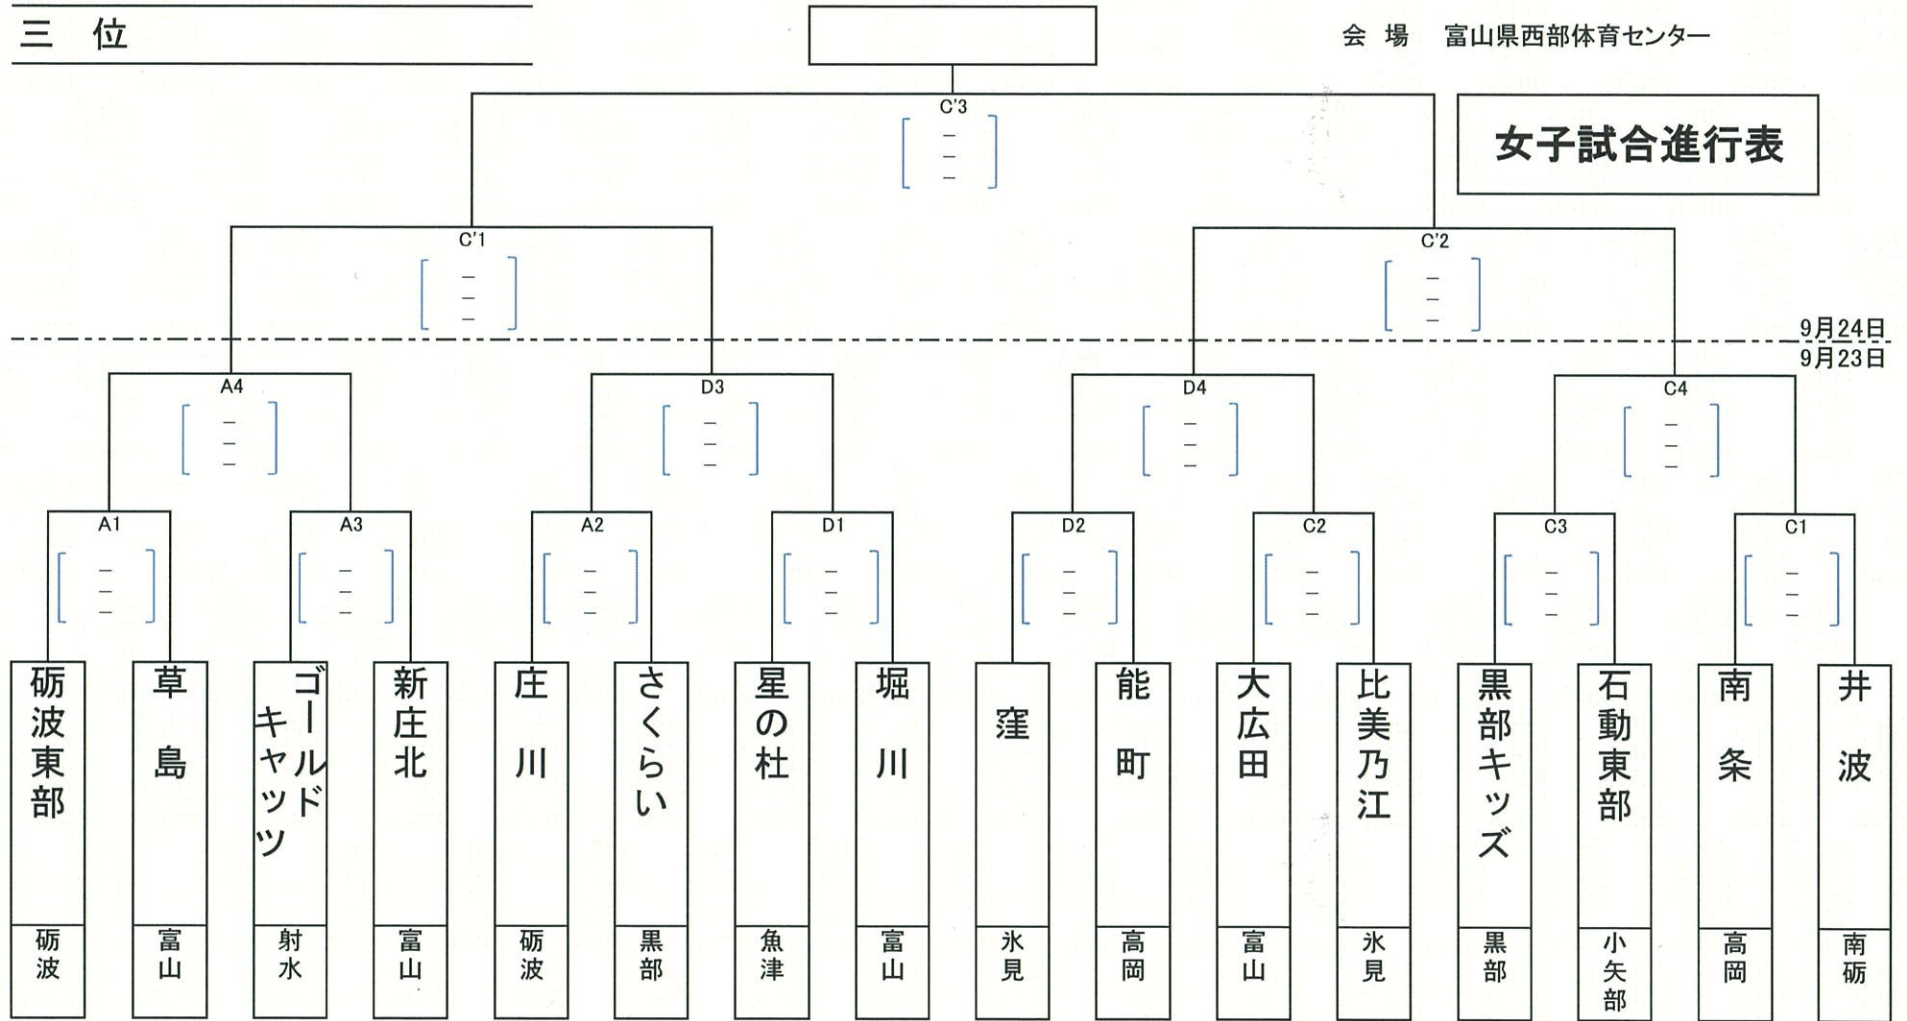 三 位
会 場 富山県西部体育センター
C'3
女子試合進行表
[ － － － ]
C'1 C'2
[ － － － ] [ － － － ]
9月24日
9月23日
A4 D3 D4 C4
[ － － － ] [ － － － ] [ － － － ] [ － － － ]
A1 A3 A2 D1 D2 C2 C3 C1
[ － － － ] [ － － － ] [ － － － ] [ － － － ] [ － － － ] [ － － － ] [ － － － ] [ － － － ]
砺波東部
草島
ゴールド
キャッツ
新庄北
庄川
さくらい
星の杜
堀川
窪
能町
大広田
比美乃江
黒部キッズ
石動東部
南条
井波
砺波
富山
射水
富山
砺波
黒部
魚津
富山
氷見
高岡
富山
氷見
黒部
小矢部
高岡
南砺